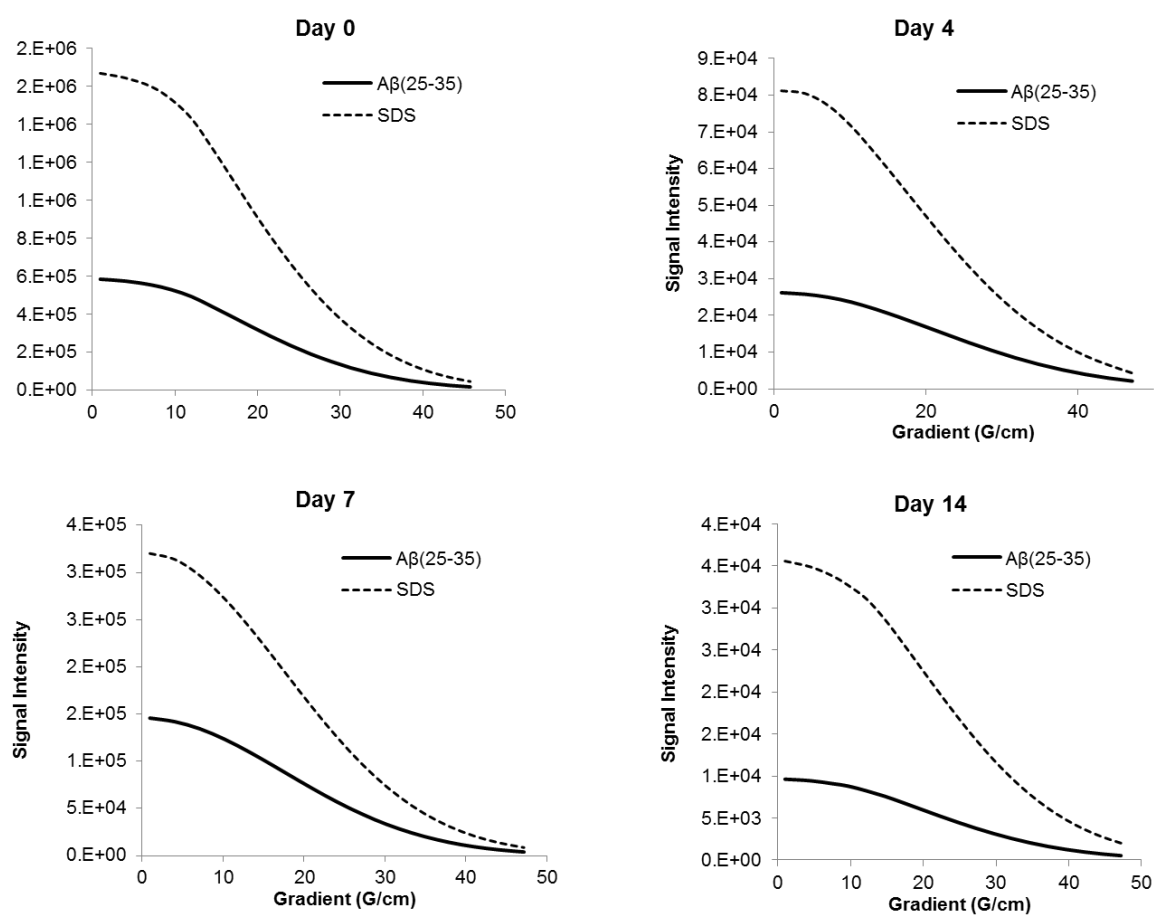 Day 0
2.E+06
2.E+06
1.E+06
1.E+06
1.E+06
8.E+05
6.E+05
4.E+05
2.E+05
0.E+00
0 10 20 30 40 50
Aβ(25-35)
SDS
Day 4
Signal Intensity
9.E+04
8.E+04
7.E+04
6.E+04
5.E+04
4.E+04
3.E+04
2.E+04
1.E+04
0.E+00
0 20 40
Gradient (G/cm)
Aβ(25-35)
SDS
Day 7
Signal Intensity
4.E+05
3.E+05
3.E+05
2.E+05
2.E+05
1.E+05
5.E+04
0.E+00
0 10 20 30 40 50
Gradient (G/cm)
Aβ(25-35)
SDS
Day 14
Signal Intensity
4.E+04
4.E+04
3.E+04
3.E+04
2.E+04
2.E+04
1.E+04
5.E+03
0.E+00
0 10 20 30 40 50
Gradient (G/cm)
Aβ(25-35)
SDS